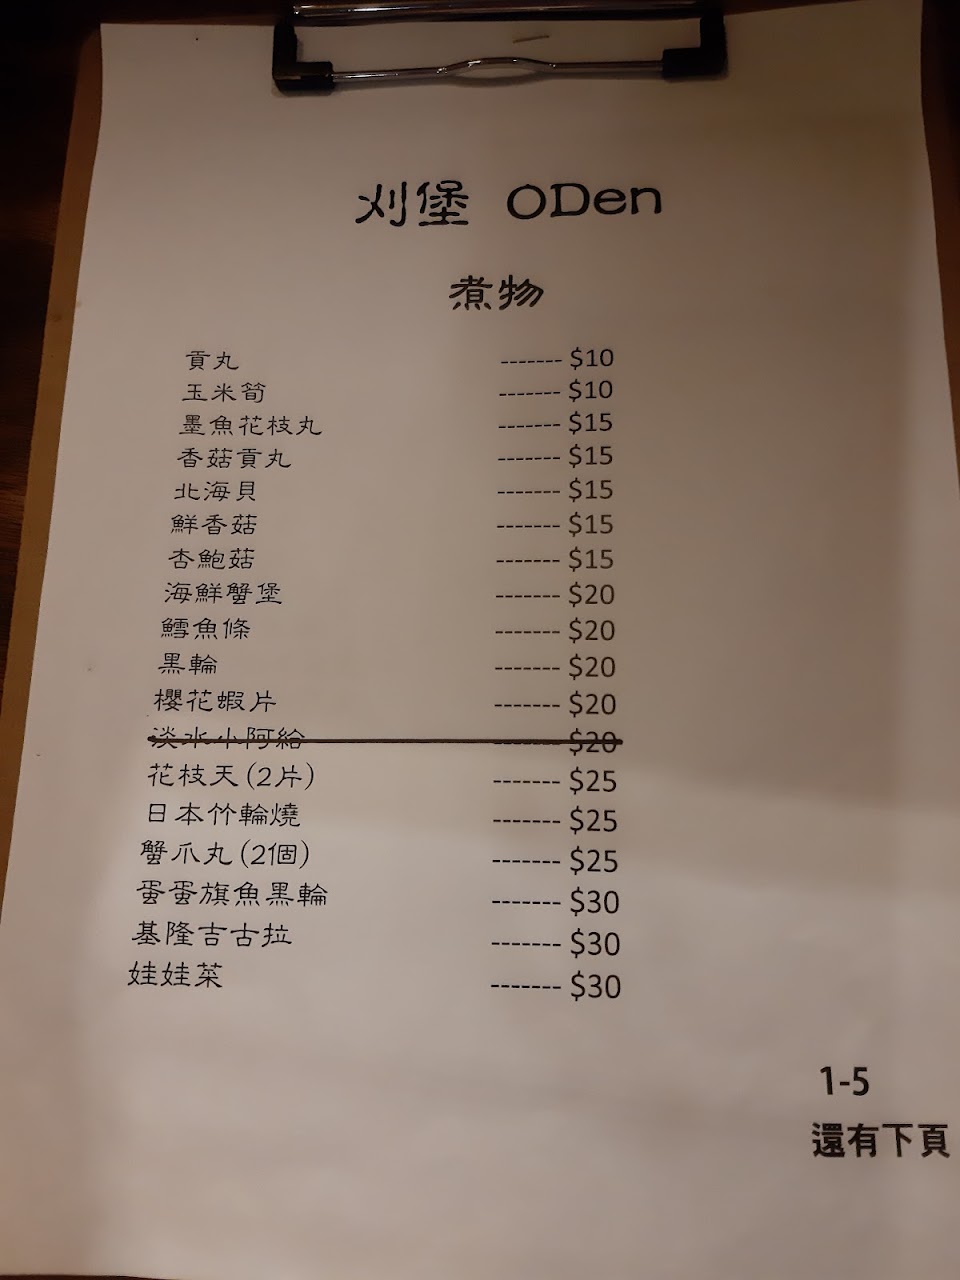 刈堡 ODen
煮物
貢丸 ------- $10
玉米筍 ------- $10
墨魚花枝丸 ------- $15
香菇貢丸 ------- $15
北海貝 ------- $15
鮮香菇 ------- $15
杏鮑菇 ------- $15
海鮮蟹堡 ------- $20
鱈魚條 ------- $20
黑輪 ------- $20
櫻花蝦片 ------- $20
淡水小阿給 ------- $20
花枝天(2片) ------- $25
日本竹輪燒 ------- $25
蟹爪丸(2個) ------- $25
蛋蛋旗魚黑輪 ------- $30
基隆吉古拉 ------- $30
娃娃菜 ------- $30
1-5
還有下頁